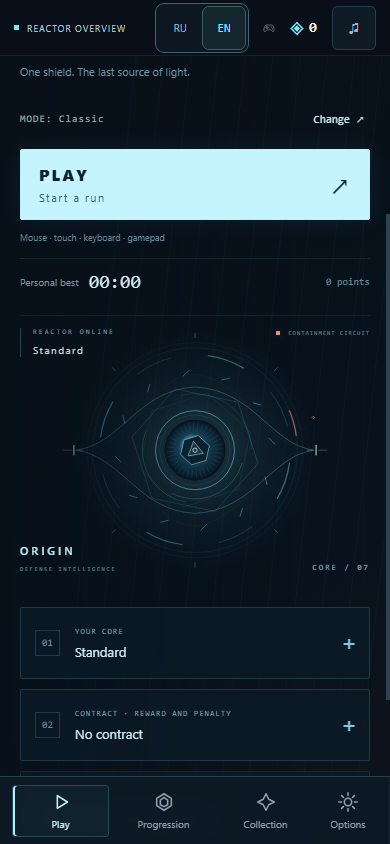 REACTOR OVERVIEW
RU
EN
0
One shield. The last source of light.
MODE: Classic
Change ↗
PLAY
Start a run
Mouse · touch · keyboard · gamepad
Personal best 00:00
0 points
REACTOR ONLINE
Standard
CONTAINMENT CIRCUIT
ORIGIN
DEFENSE INTELLIGENCE
CORE / 07
01
YOUR CORE
Standard
+
02
CONTRACT · REWARD AND PENALTY
No contract
+
Play
Progression
Collection
Options